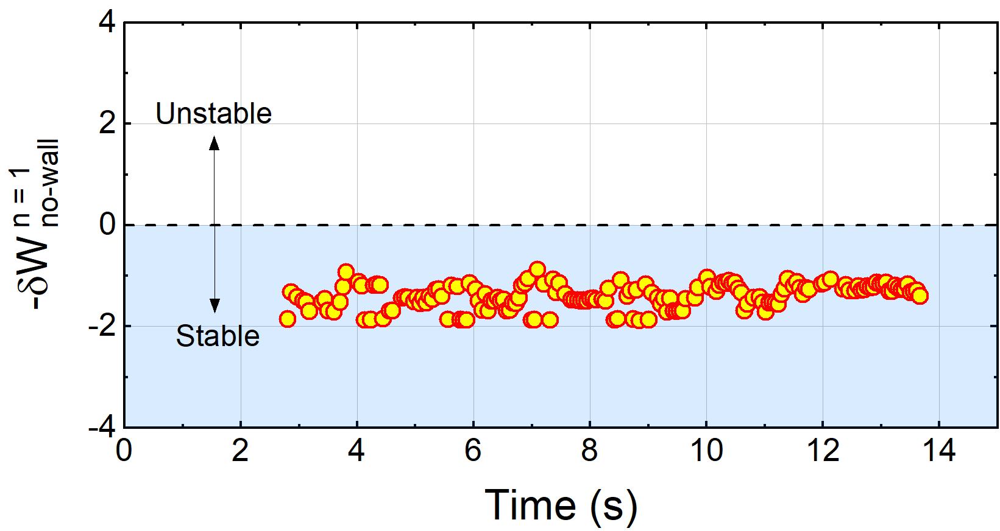 4
2
0
-2
-4
-δW n = 1 no-wall
Unstable
Stable
0 2 4 6 8 10 12 14
Time (s)